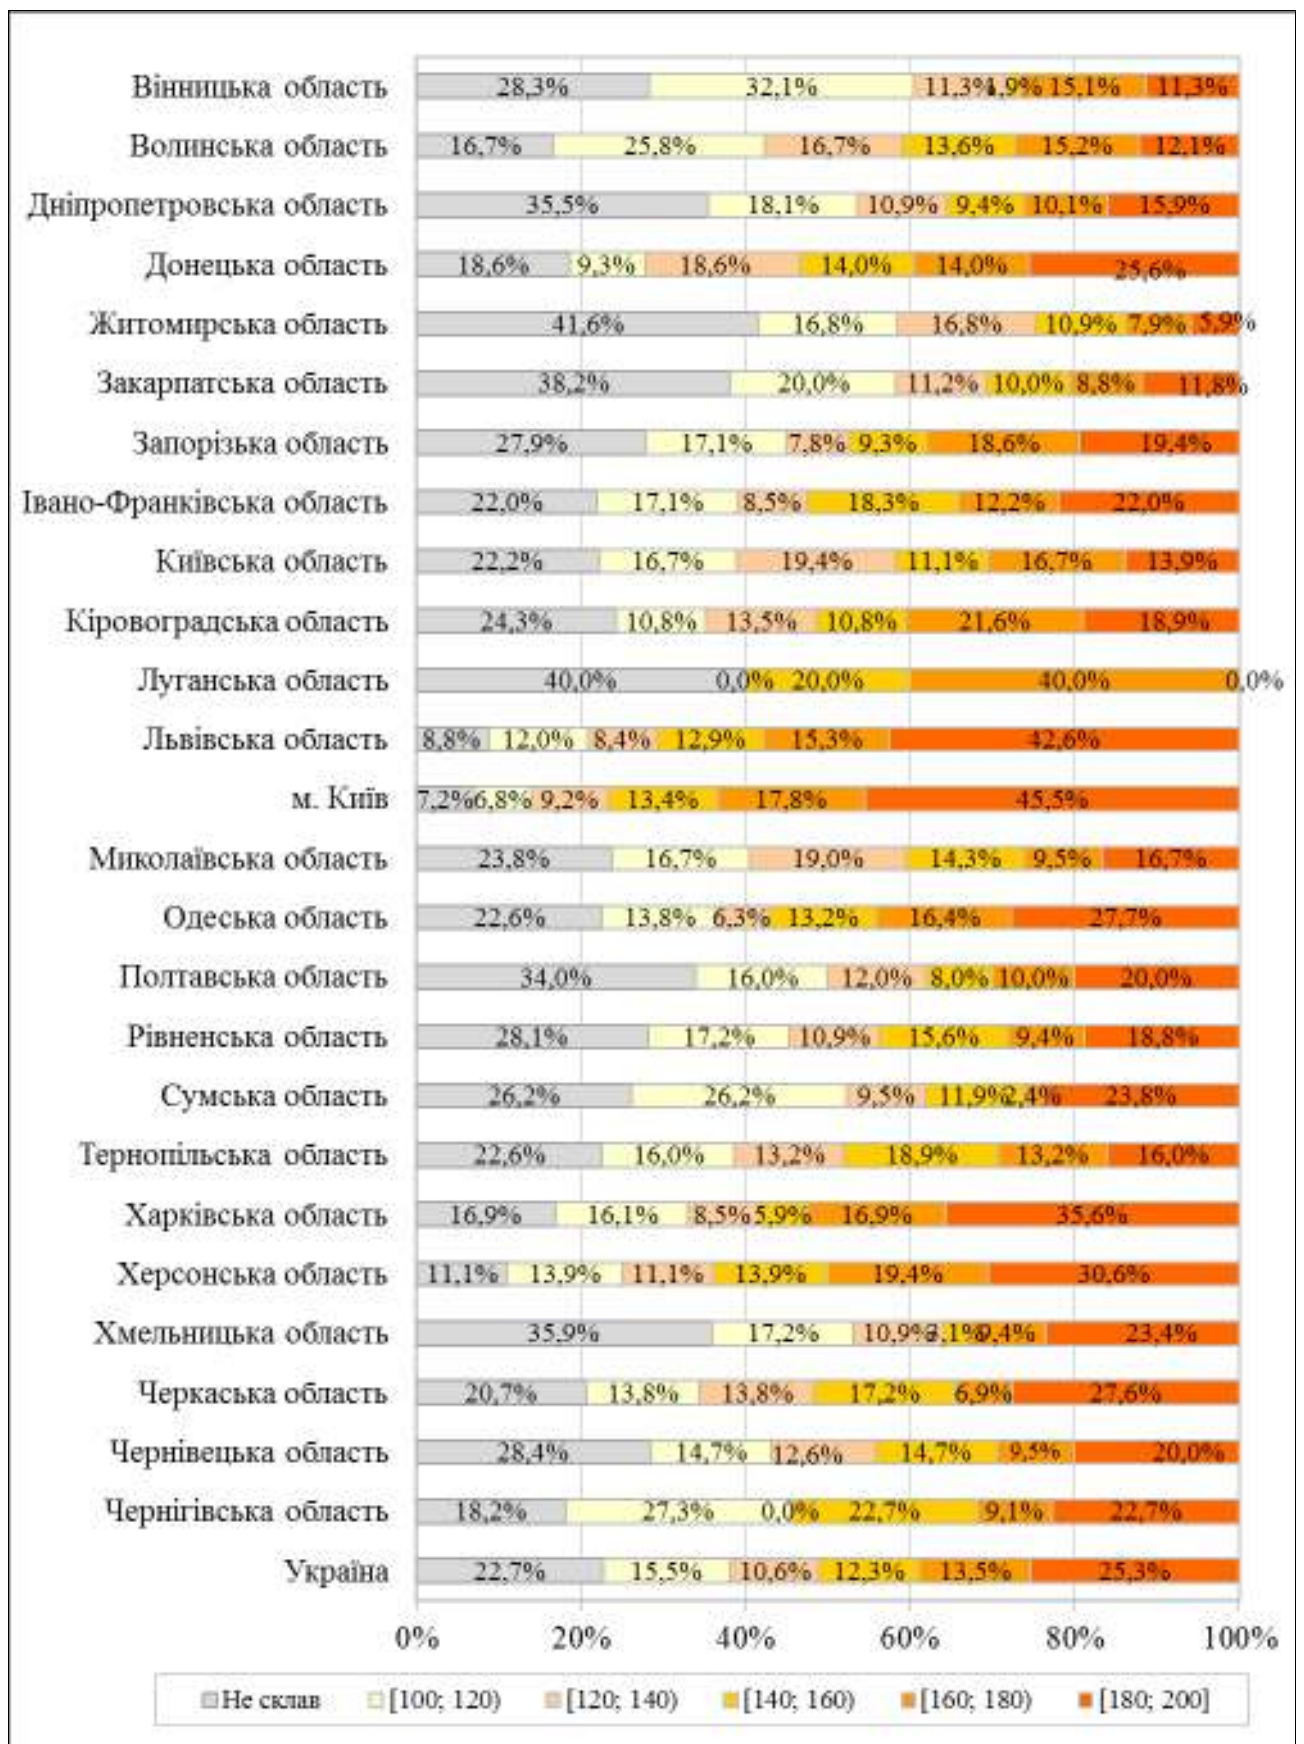 Вінницька область 28,3% 32,1% 11,3% 1,9% 15,1% 11,3%
Волинська область 16,7% 25,8% 16,7% 13,6% 15,2% 12,1%
Дніпропетровська область 35,5% 18,1% 10,9% 9,4% 10,1% 15,9%
Донецька область 18,6% 9,3% 18,6% 14,0% 14,0% 25,6%
Житомирська область 41,6% 16,8% 16,8% 10,9% 7,9% 5,9%
Закарпатська область 38,2% 20,0% 11,2% 10,0% 8,8% 11,8%
Запорізька область 27,9% 17,1% 7,8% 9,3% 18,6% 19,4%
Івано-Франківська область 22,0% 17,1% 8,5% 18,3% 12,2% 22,0%
Київська область 22,2% 16,7% 19,4% 11,1% 16,7% 13,9%
Кіровоградська область 24,3% 10,8% 13,5% 10,8% 21,6% 18,9%
Луганська область 40,0% 0,0% 20,0% 40,0% 0,0%
Львівська область 8,8% 12,0% 8,4% 12,9% 15,3% 42,6%
м. Київ 7,2% 6,8% 9,2% 13,4% 17,8% 45,5%
Миколаївська область 23,8% 16,7% 19,0% 14,3% 9,5% 16,7%
Одеська область 22,6% 13,8% 6,3% 13,2% 16,4% 27,7%
Полтавська область 34,0% 16,0% 12,0% 8,0% 10,0% 20,0%
Рівненська область 28,1% 17,2% 10,9% 15,6% 9,4% 18,8%
Сумська область 26,2% 26,2% 9,5% 11,9% 2,4% 23,8%
Тернопільська область 22,6% 16,0% 13,2% 18,9% 13,2% 16,0%
Харківська область 16,9% 16,1% 8,5% 5,9% 16,9% 35,6%
Херсонська область 11,1% 13,9% 11,1% 13,9% 19,4% 30,6%
Хмельницька область 35,9% 17,2% 10,9% 3,1% 9,4% 23,4%
Черкаська область 20,7% 13,8% 13,8% 17,2% 6,9% 27,6%
Чернівецька область 28,4% 14,7% 12,6% 14,7% 9,5% 20,0%
Чернігівська область 18,2% 27,3% 0,0% 22,7% 9,1% 22,7%
Україна 22,7% 15,5% 10,6% 12,3% 13,5% 25,3%
0% 20% 40% 60% 80% 100%
Не склав [100; 120) [120; 140) [140; 160) [160; 180) [180; 200]